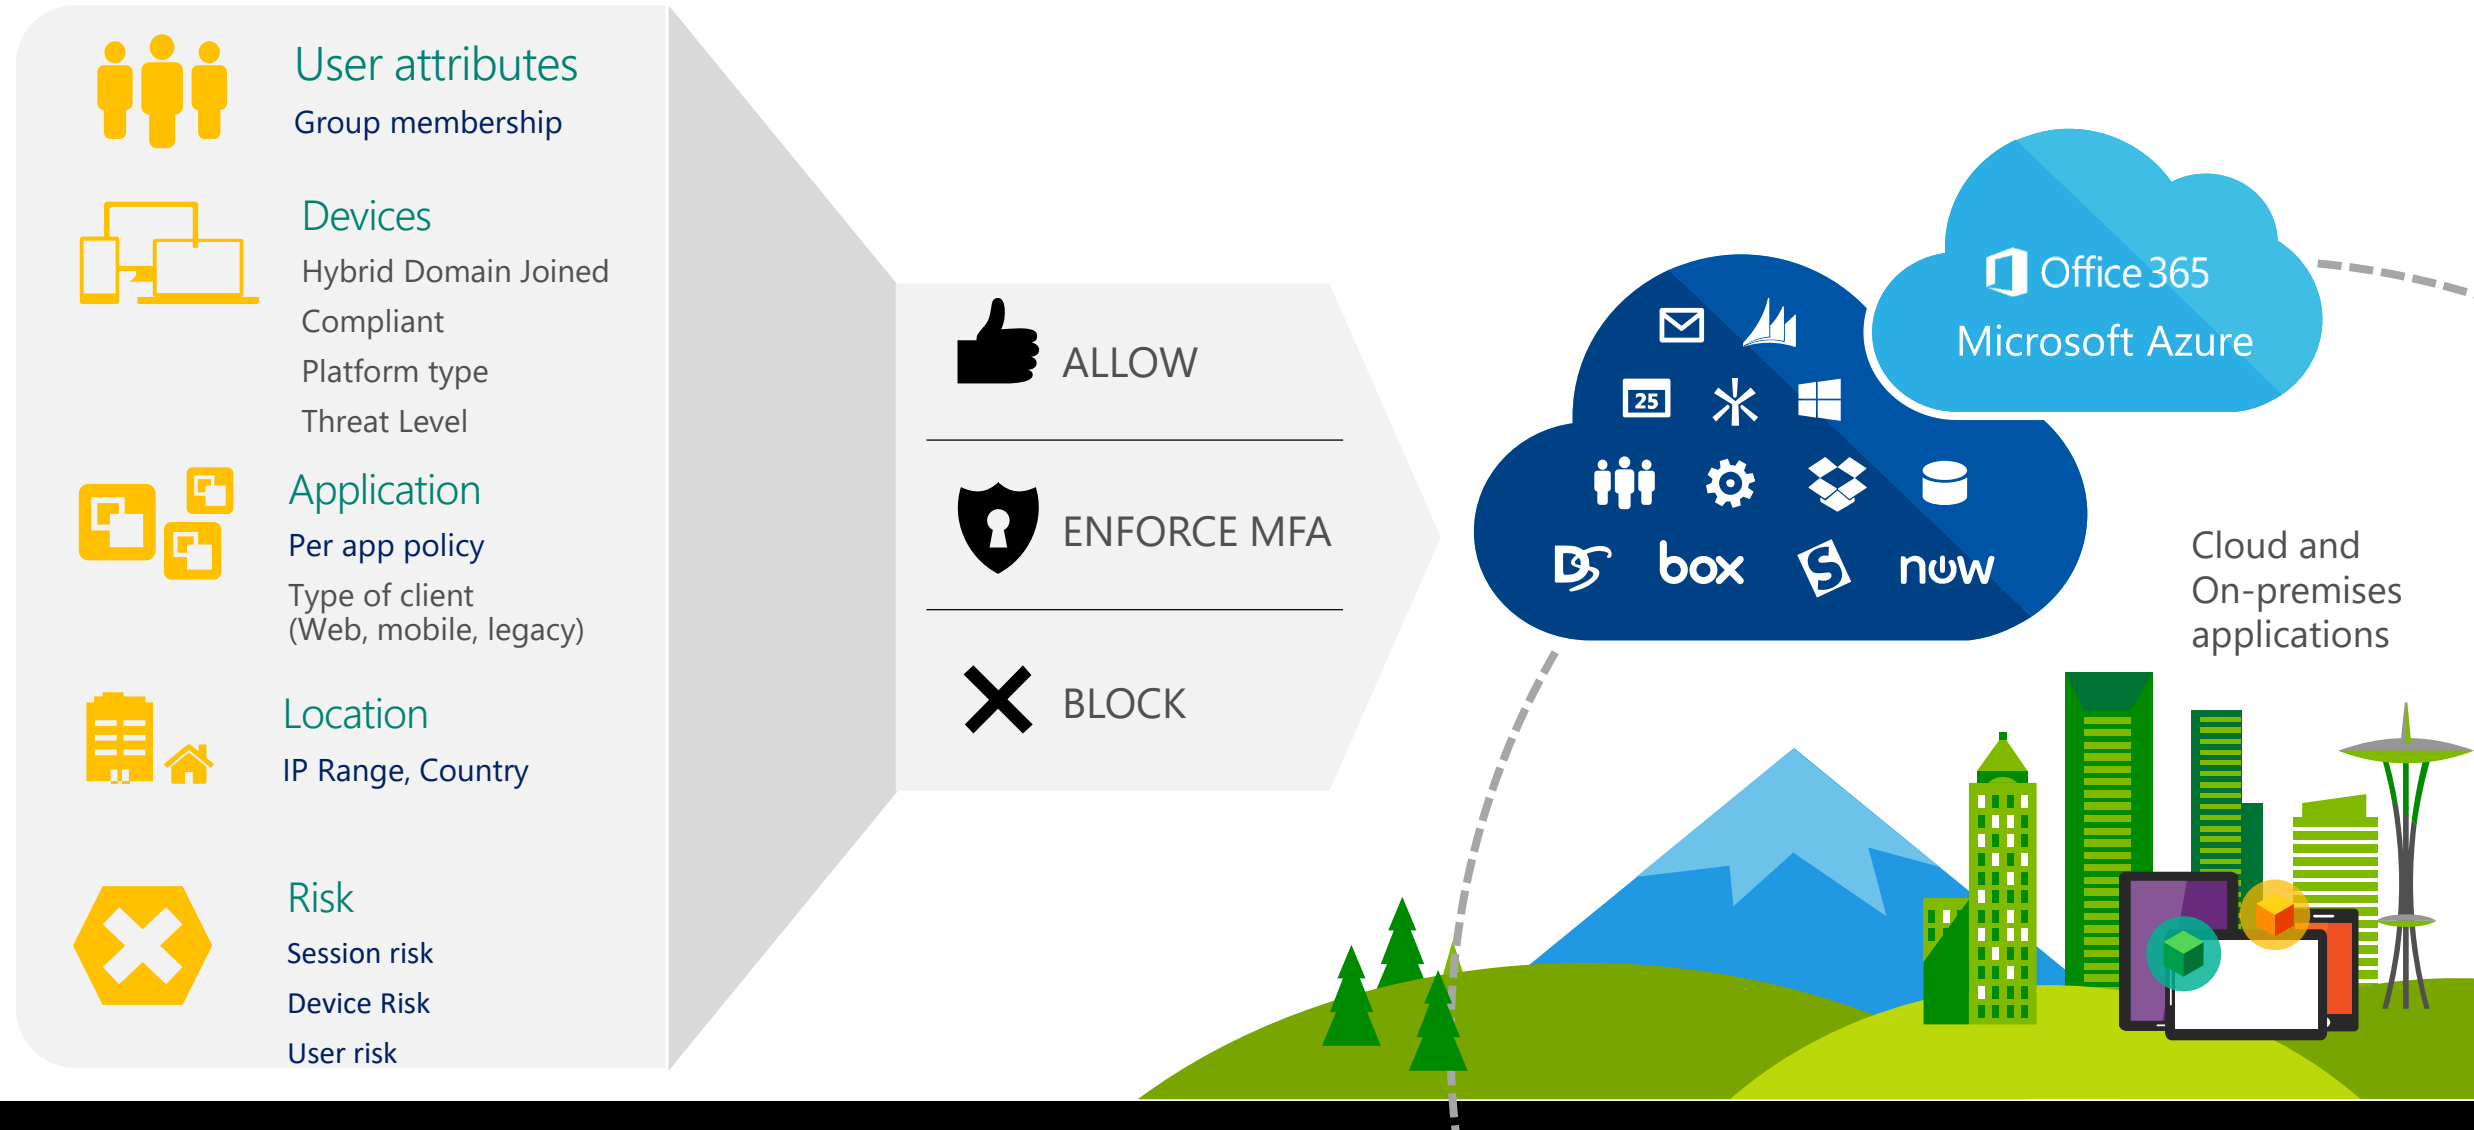 User attributes
Group membership
Devices
Hybrid Domain Joined
Compliant
Platform type
Threat Level
Application
Per app policy
Type of client
(Web, mobile, legacy)
Location
IP Range, Country
Risk
Session risk
Device Risk
User risk
ALLOW
ENFORCE MFA
BLOCK
Office 365
Microsoft Azure
25
DS
box
S
now
Cloud and
On-premises
applications